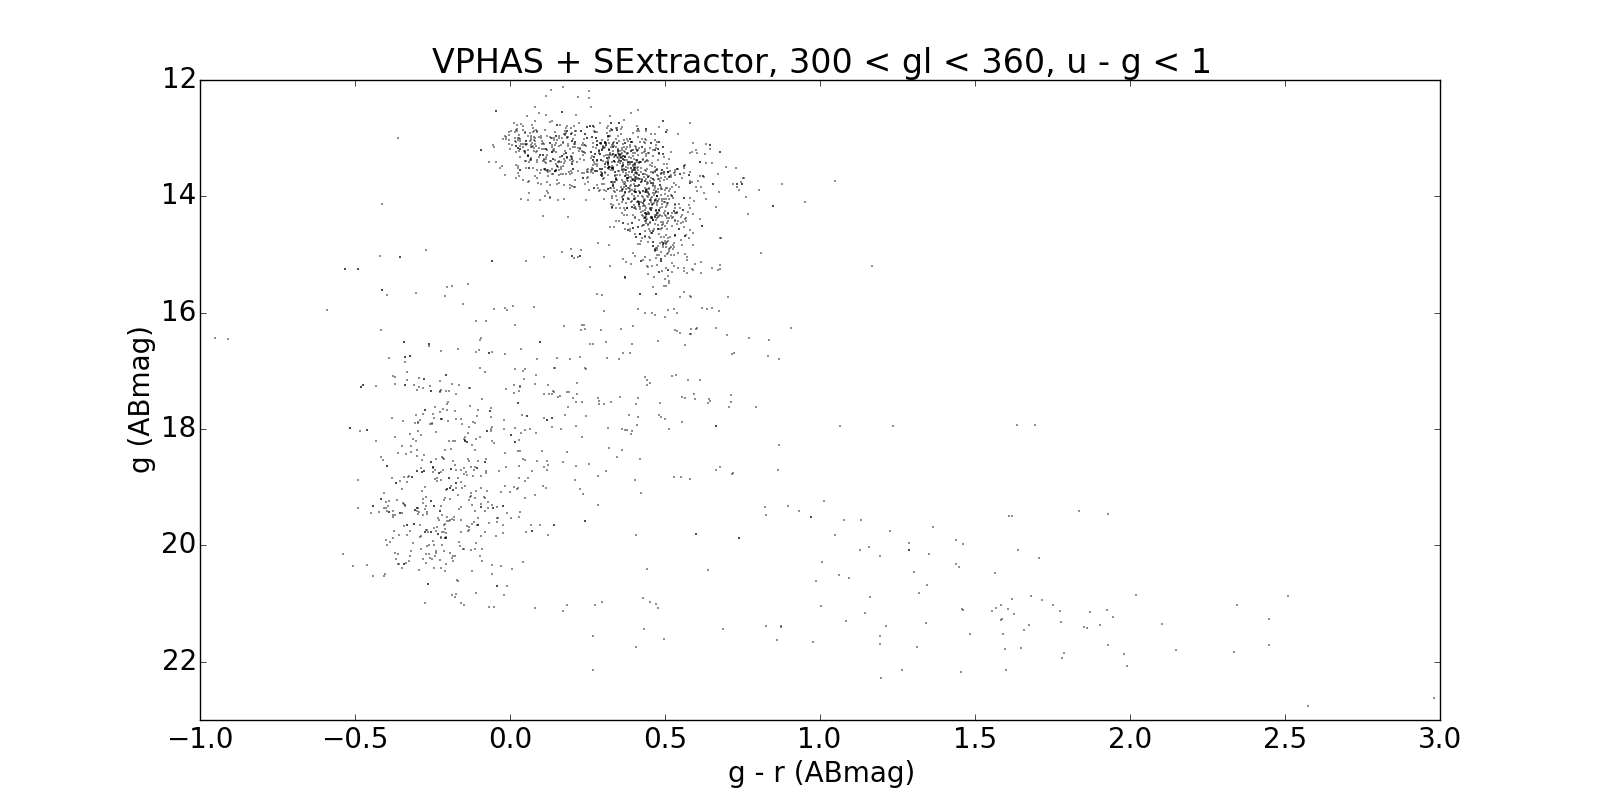 VPHAS + SExtractor, 300 < gl < 360, u - g < 1
12
14
16
18
20
22
g (ABmag)
−1.0 −0.5 0.0 0.5 1.0 1.5 2.0 2.5 3.0
g - r (ABmag)